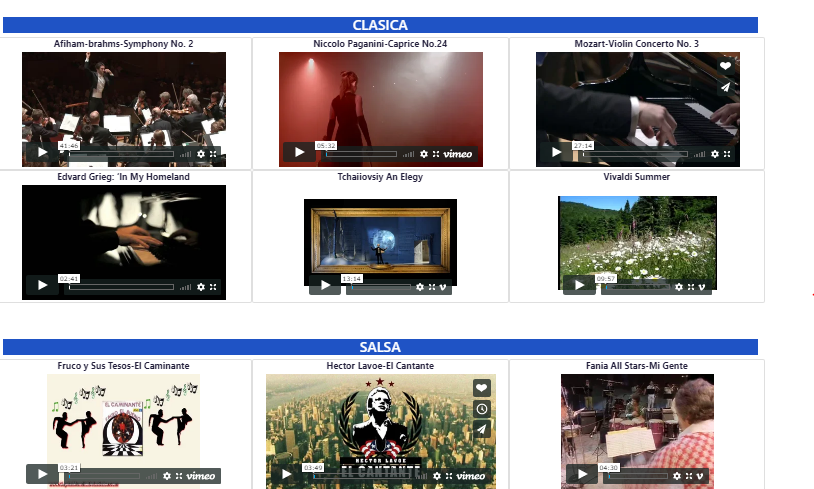 CLASICA
Afiham-brahms-Symphony No. 2
Niccolo Paganini-Caprice No.24
Mozart-Violin Concerto No. 3
41:46
05:32
vimeo
27:14
Edvard Grieg: 'In My Homeland
Tchaiiovsiy An Elegy
Vivaldi Summer
02:41
13:14
09:57
SALSA
Fruco y Sus Tesos-El Caminante
Hector Lavoe-El Cantante
Fania All Stars-Mi Gente
EL CAMINANTE
HECTOR LAVOE
EL CANTANTE
03:21
vimeo
03:49
vimeo
04:30